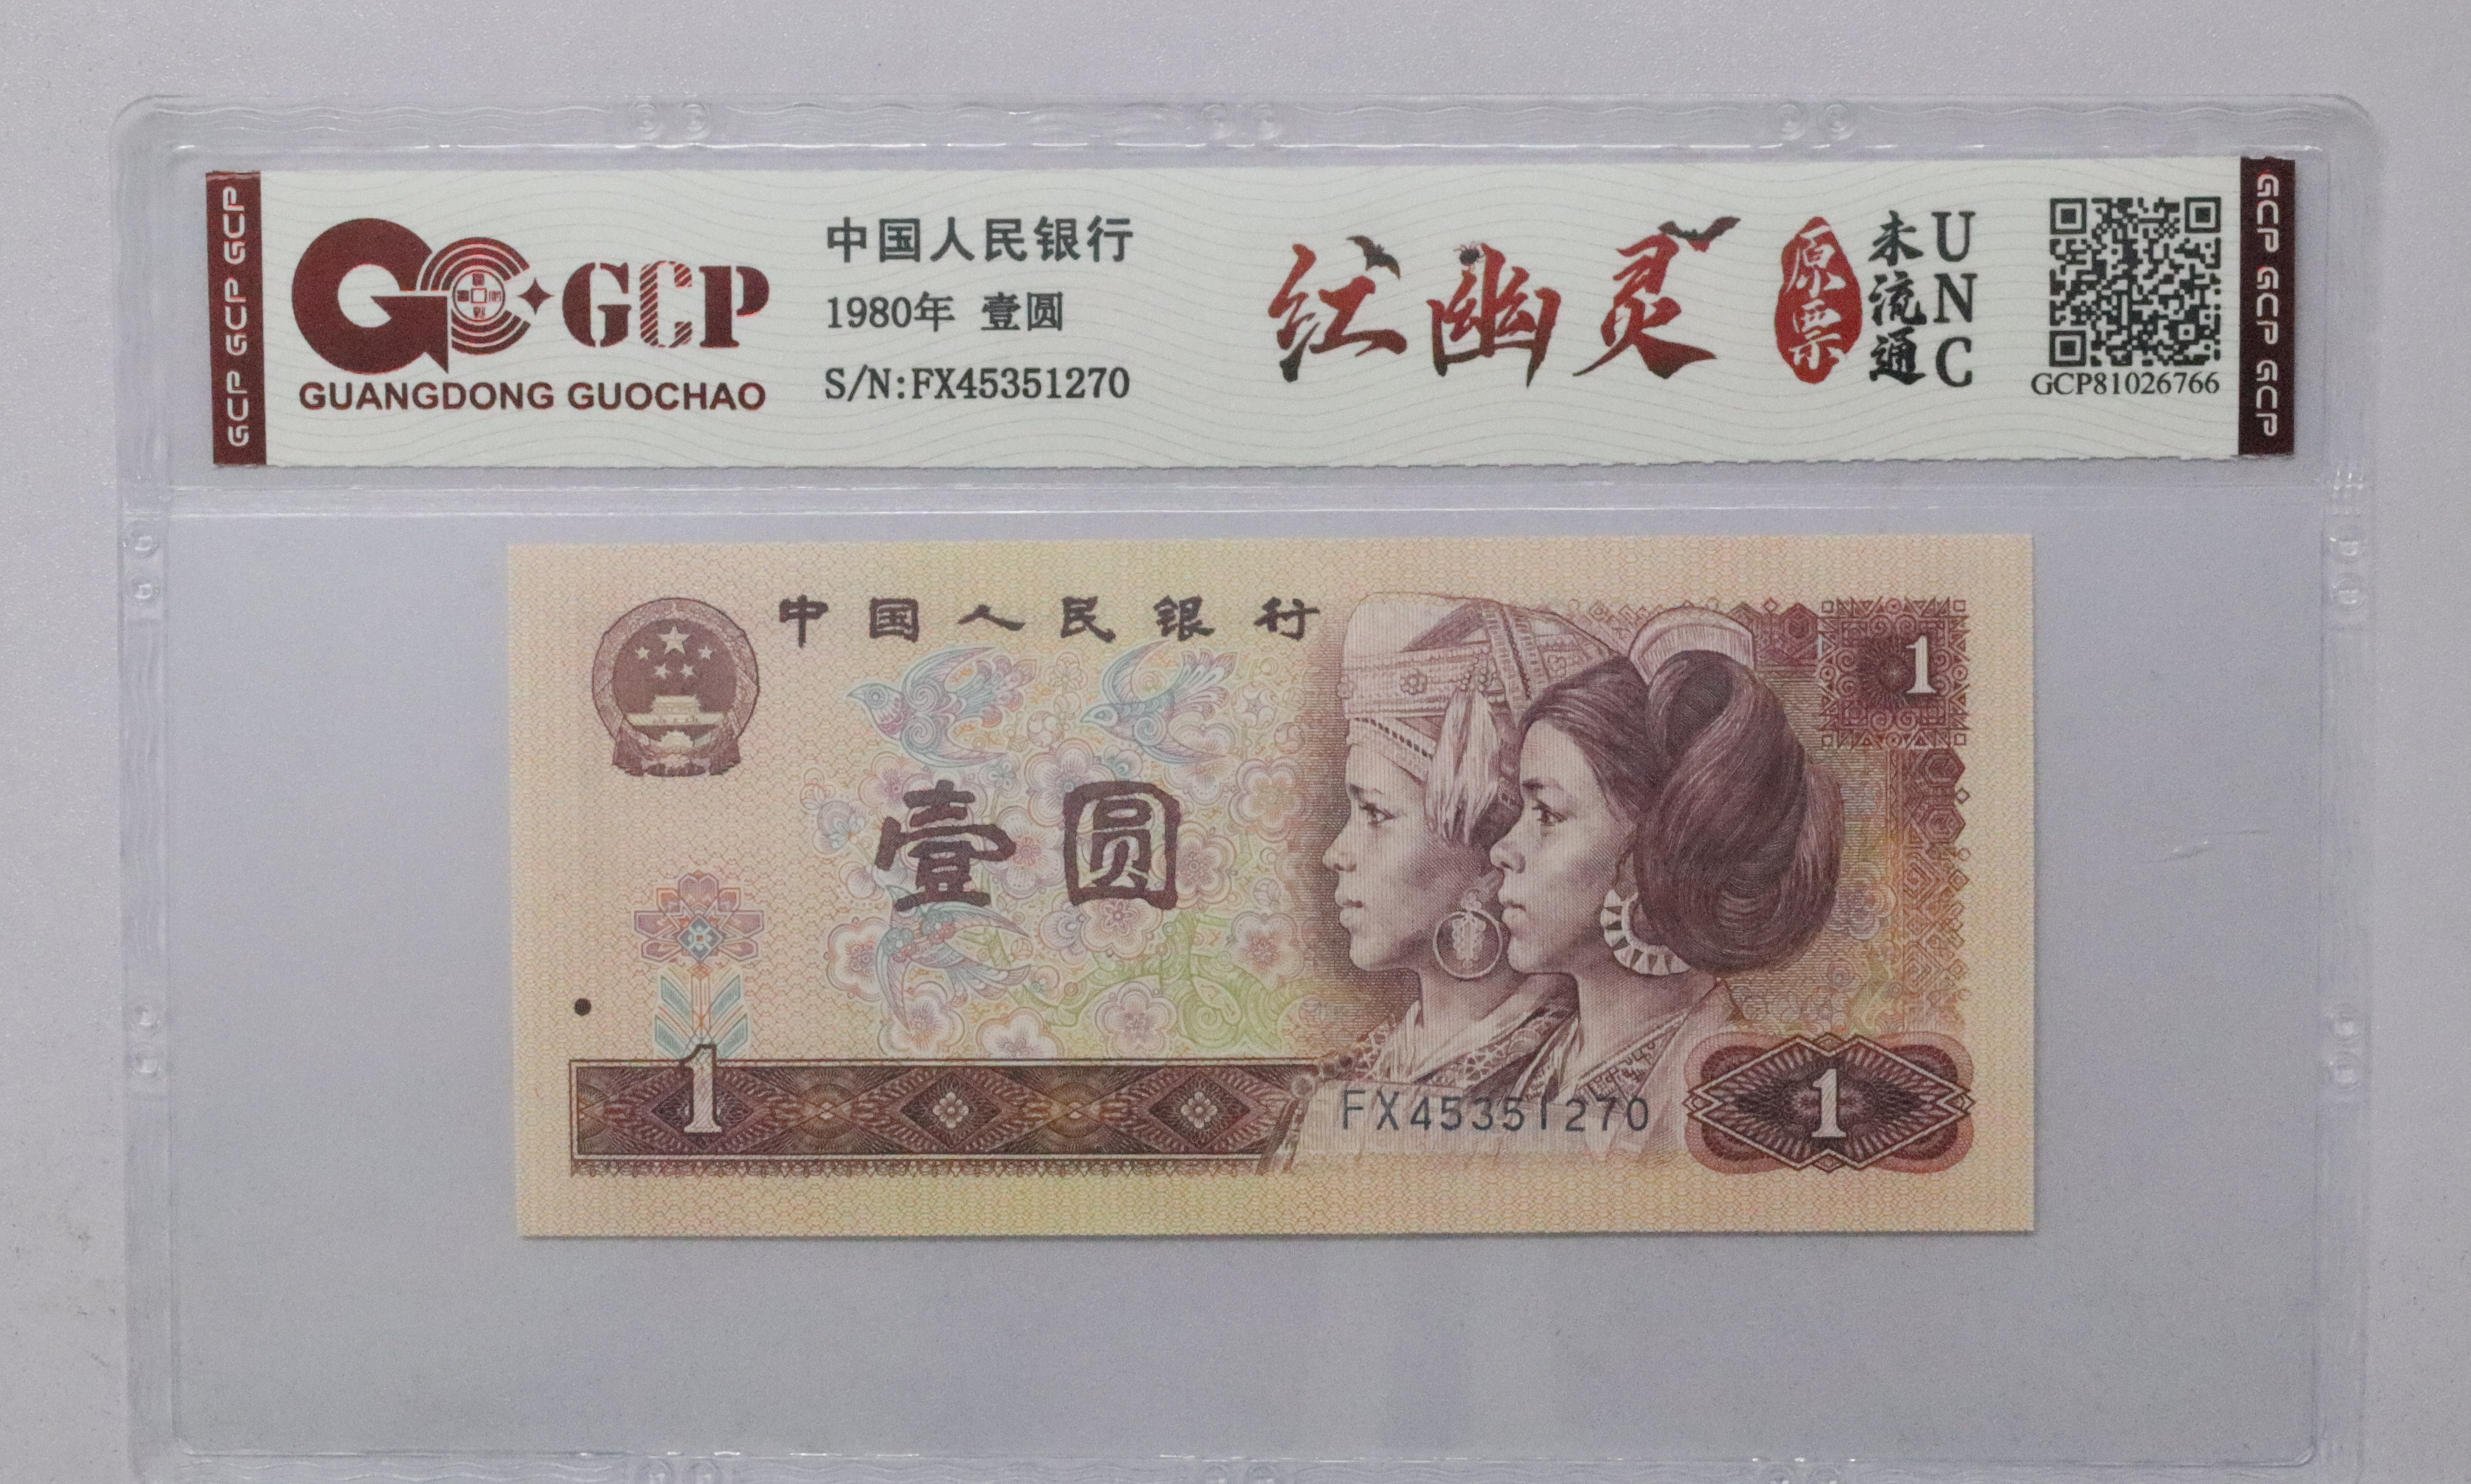 GCP GCP GCP
GCP
GUANGDONG GUOCHAO
中国人民银行
1980年 壹圆
S/N:FX45351270
红幽灵
原票
未流通
UNC
GCP81026766
GCP GCP GCP
中国人民银行
1
壹圆
1
FX45351270
1